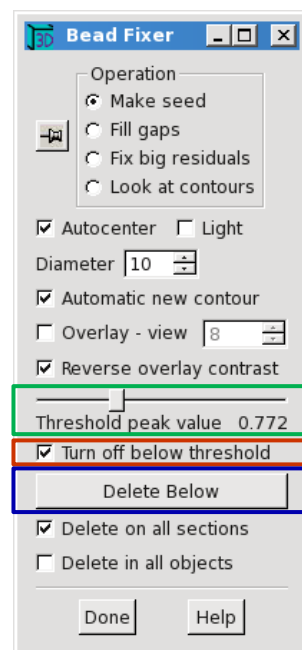 3D Bead Fixer
Operation
Make seed
Fill gaps
Fix big residuals
Look at contours
Autocenter Light
Diameter 10
Automatic new contour
Overlay - view 8
Reverse overlay contrast
Threshold peak value 0.772
Turn off below threshold
Delete Below
Delete on all sections
Delete in all objects
Done Help